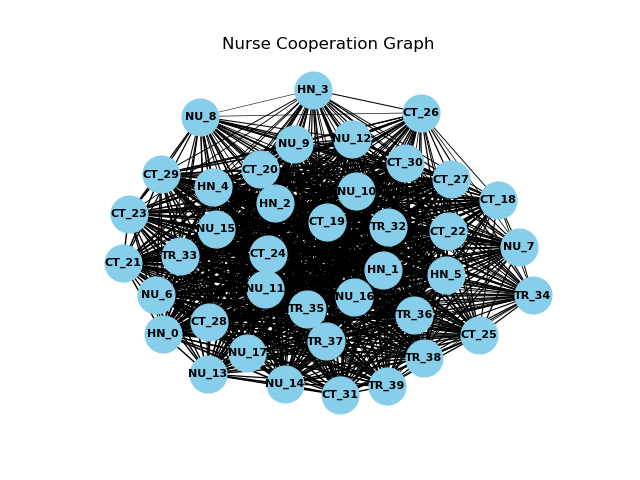 Nurse Cooperation Graph
HN_3
NU_8
CT_26
NU_12
NU_9
CT_30
CT_20
CT_29
CT_27
HN_4
NU_10
CT_18
HN_2
CT_23
CT_19
TR_32
NU_15
CT_22
NU_7
CT_24
TR_33
CT_21
HN_1
HN_5
NU_11
NU_6
NU_16
TR_34
TR_35
TR_36
CT_28
HN_0
CT_25
TR_37
NU_17
TR_38
NU_13
NU_14
TR_39
CT_31